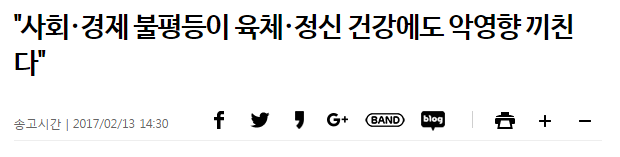 "사회·경제 불평등이 육체·정신 건강에도 악영향 끼친
다"
송고시간 | 2017/02/13 14:30 G+ BAND blog